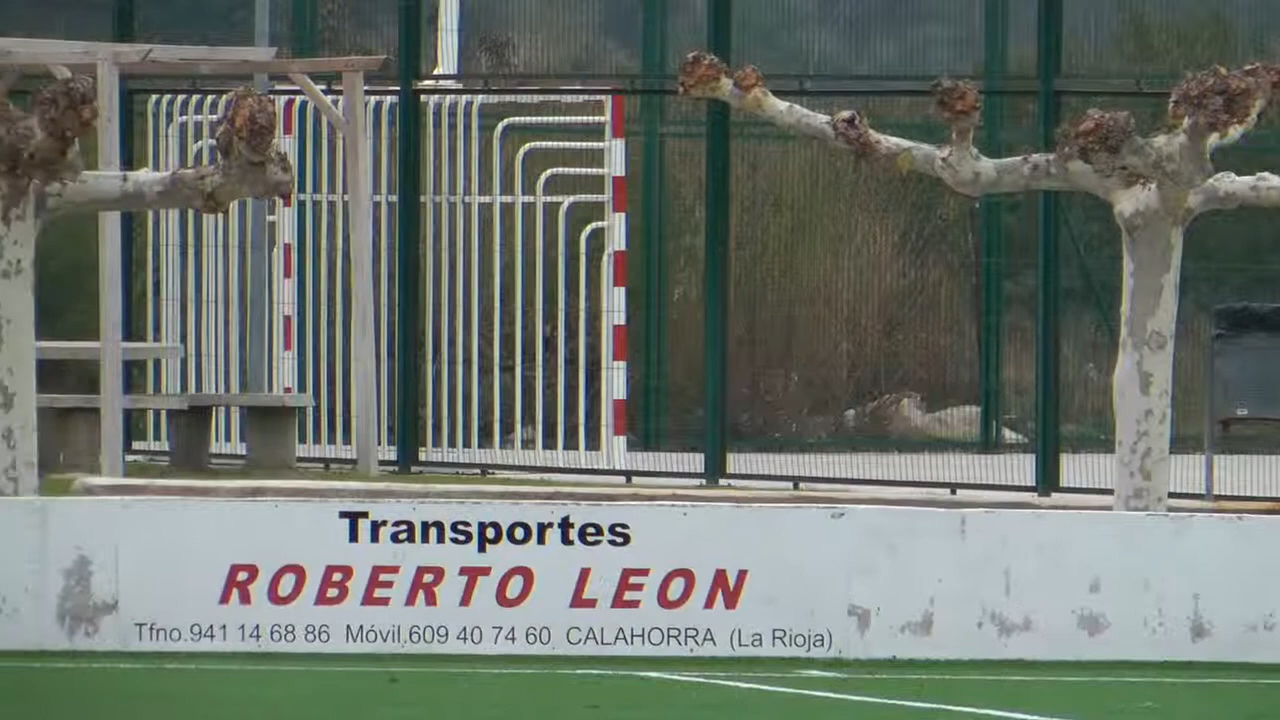 Transportes
ROBERTO LEON
Tfno.941 14 68 86 Móvil.609 40 74 60 CALAHORRA (La Rioja)